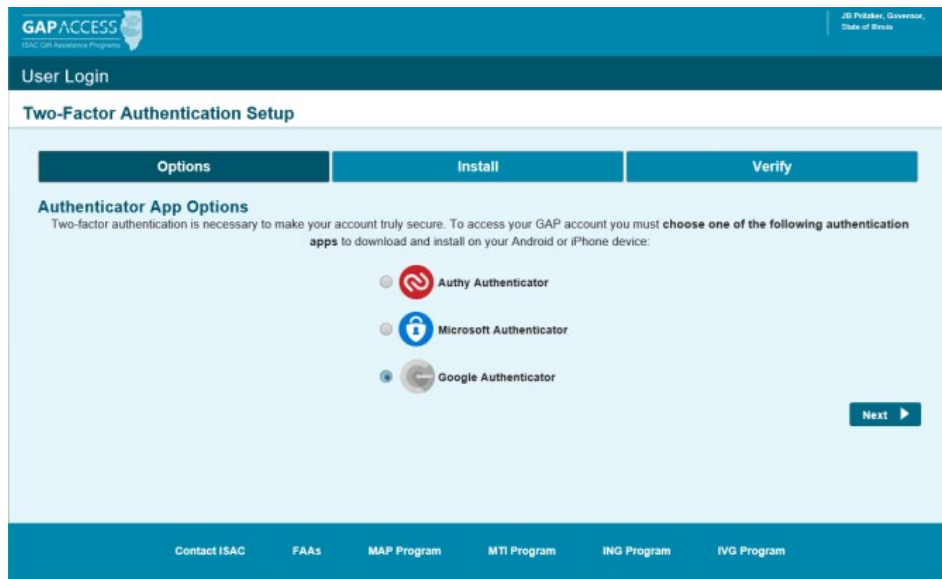 GAP ACCESS
ISAC Gift Assistance Programs
JB Pritzker, Governor,
State of Illinois
User Login
Two-Factor Authentication Setup
Options
Install
Verify
Authenticator App Options
Two-factor authentication is necessary to make your account truly secure. To access your GAP account you must choose one of the following authentication
apps to download and install on your Android or iPhone device:
Authy Authenticator
Microsoft Authenticator
Google Authenticator
Next
Contact ISAC
FAAs
MAP Program
MTI Program
ING Program
IVG Program